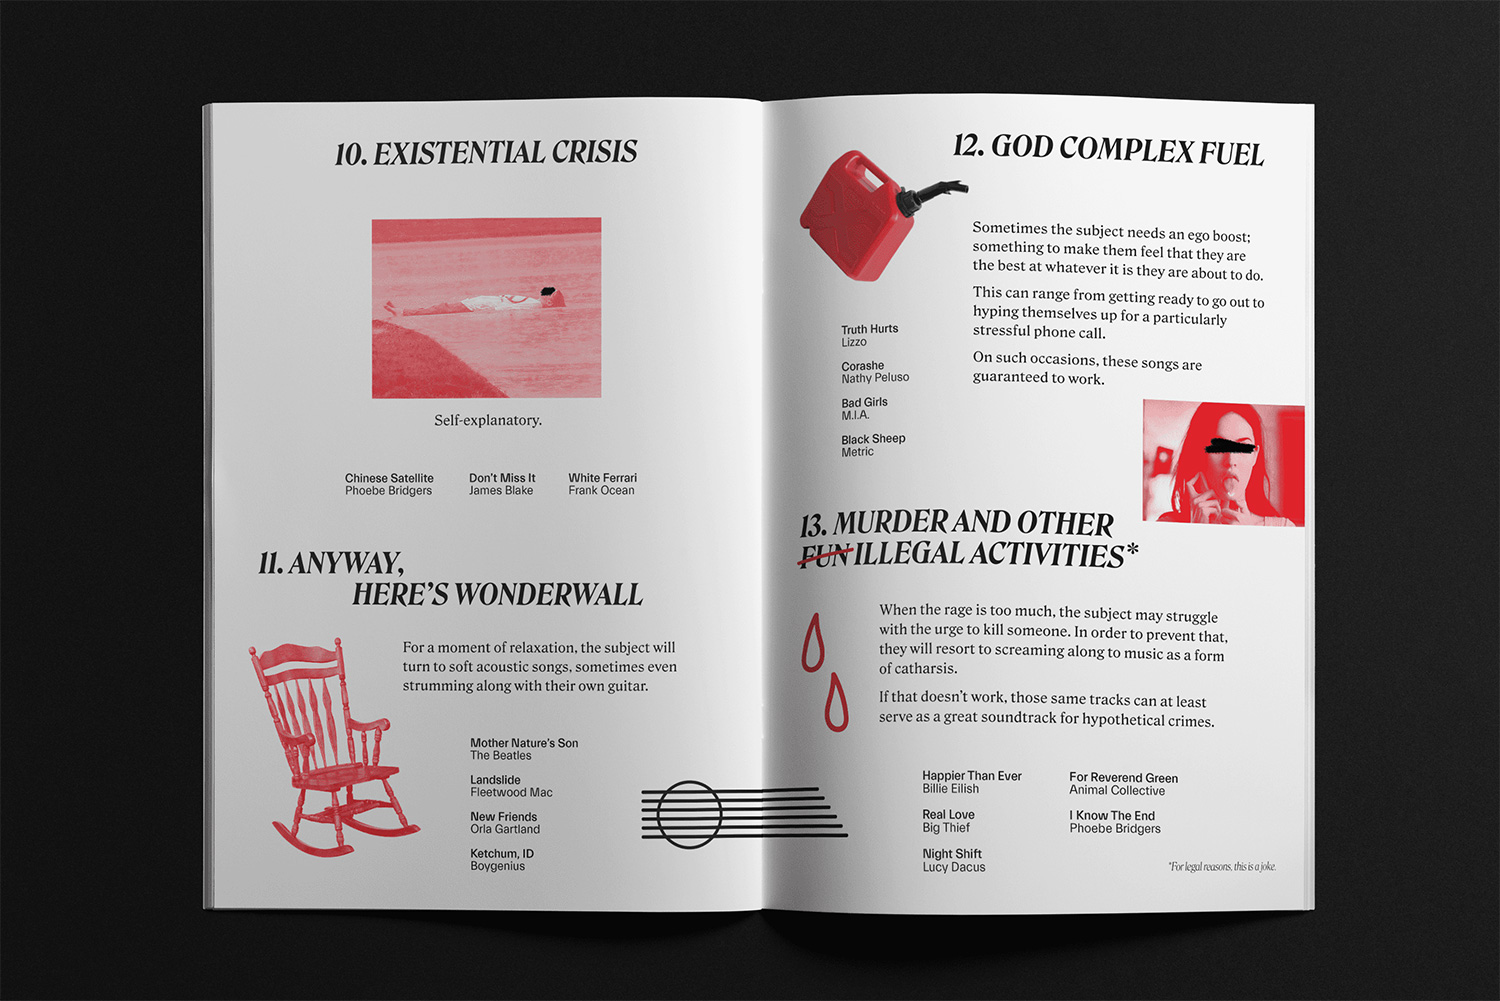 10. EXISTENTIAL CRISIS
Self-explanatory.
Chinese Satellite
Phoebe Bridgers
Don't Miss It
James Blake
White Ferrari
Frank Ocean
11. ANYWAY,
HERE'S WONDERWALL
For a moment of relaxation, the subject will
turn to soft acoustic songs, sometimes even
strumming along with their own guitar.
Mother Nature's Son
The Beatles
Landslide
Fleetwood Mac
New Friends
Orla Gartland
Ketchum, ID
Boygenius
12. GOD COMPLEX FUEL
Sometimes the subject needs an ego boost;
something to make them feel that they are
the best at whatever it is they are about to do.
This can range from getting ready to go out to
hyping themselves up for a particularly
stressful phone call.
On such occasions, these songs are
guaranteed to work.
Truth Hurts
Lizzo
Corashe
Nathy Peluso
Bad Girls
M.I.A.
Black Sheep
Metric
13. MURDER AND OTHER
FUN ILLEGAL ACTIVITIES*
When the rage is too much, the subject may struggle
with the urge to kill someone. In order to prevent that,
they will resort to screaming along to music as a form
of catharsis.
If that doesn't work, those same tracks can at least
serve as a great soundtrack for hypothetical crimes.
Happier Than Ever
Billie Eilish
Real Love
Big Thief
Night Shift
Lucy Dacus
For Reverend Green
Animal Collective
I Know The End
Phoebe Bridgers
*For legal reasons, this is a joke.